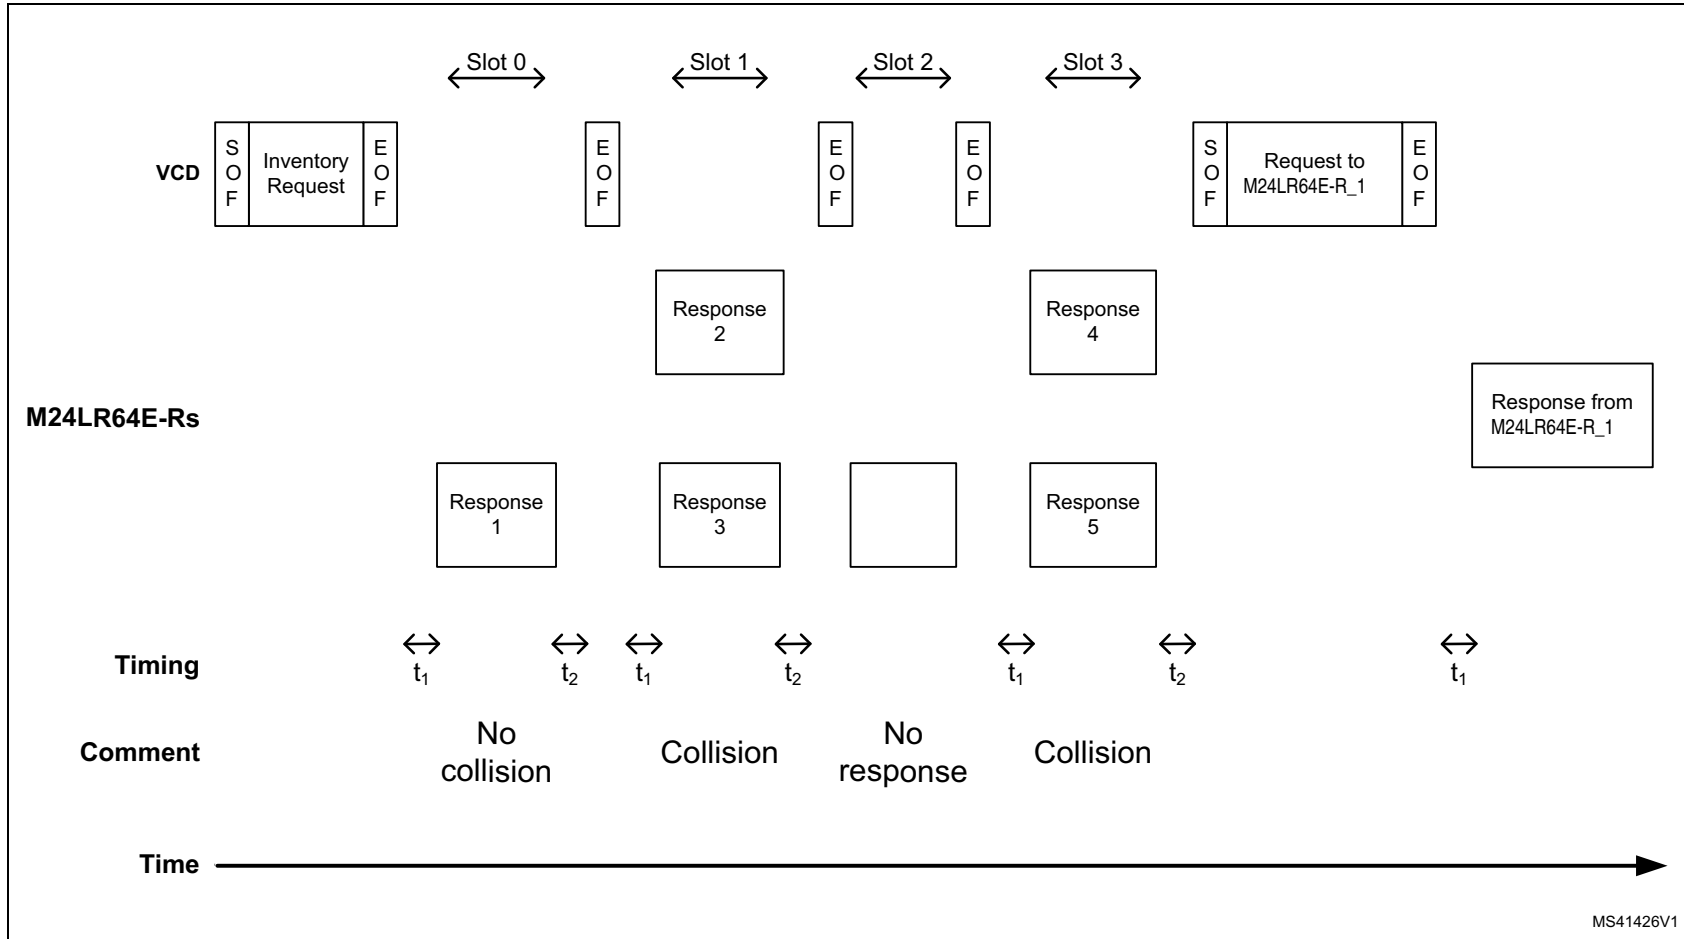 Slot 0 Slot 1 Slot 2 Slot 3
VCD
S
O
F
Inventory
Request
E
O
F
E
O
F
E
O
F
E
O
F
S
O
F
Request to
M24LR64E-R_1
E
O
F
Response
2
Response
4
M24LR64E-Rs
Response from
M24LR64E-R_1
Response
1
Response
3
Response
5
Timing
t1 t2 t1 t2 t1 t2 t1
Comment
No
collision
Collision
No
response
Collision
Time
MS41426V1